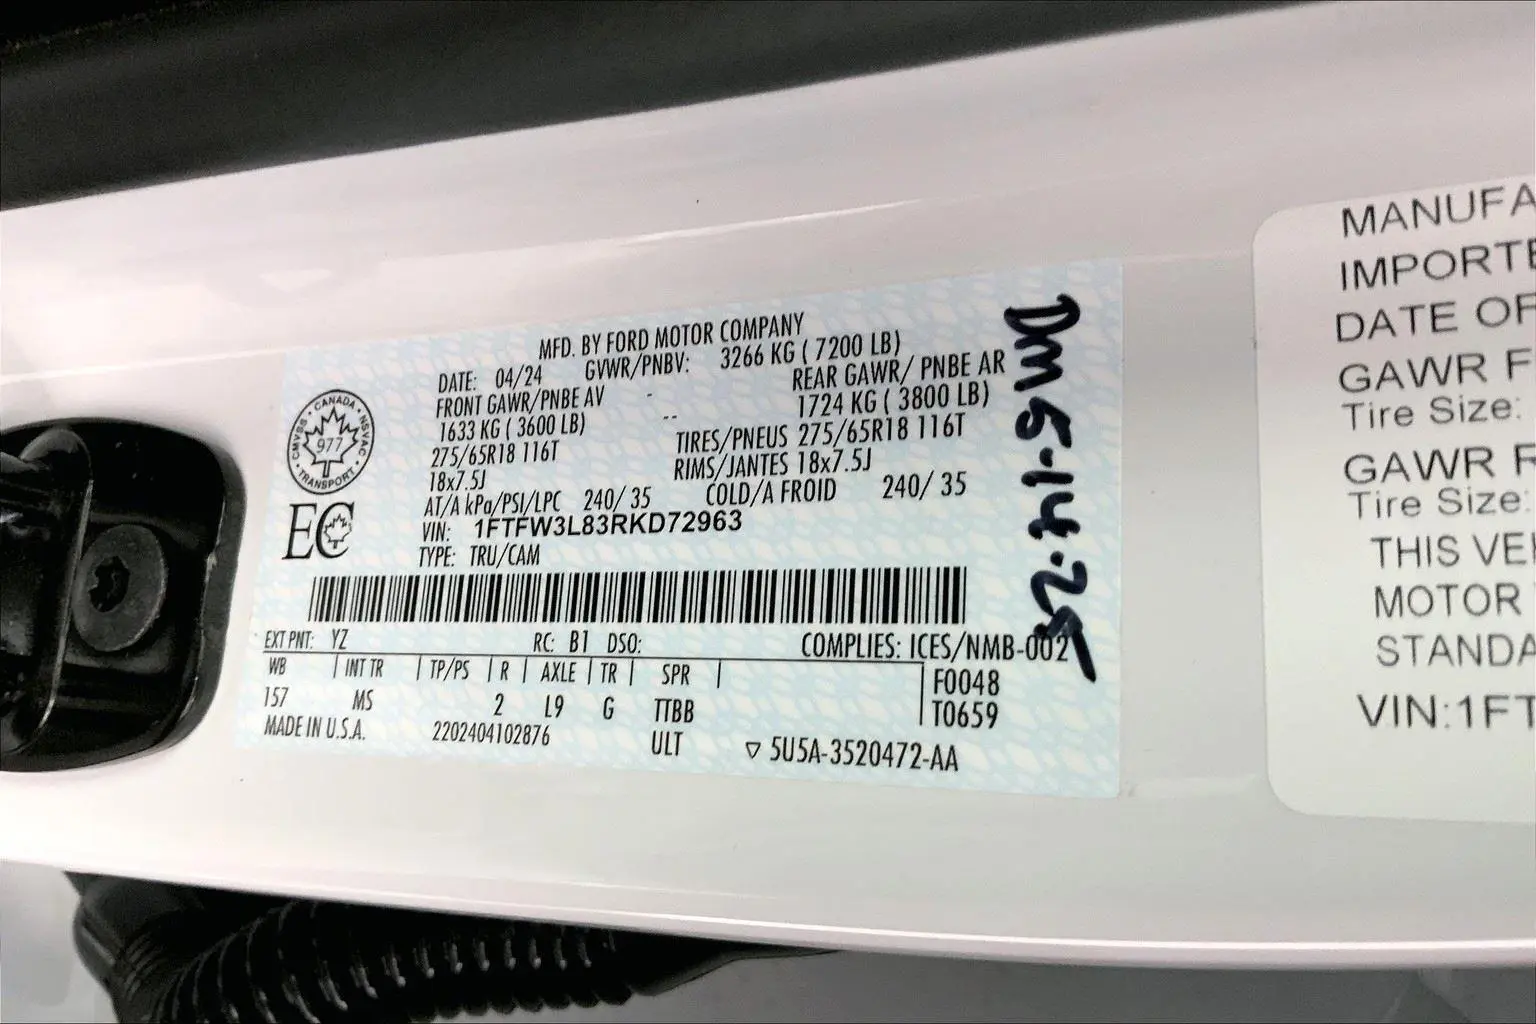 MFD. BY FORD MOTOR COMPANY
DATE: 04/24 GVWR/PNBV: 3266 KG ( 7200 LB)
FRONT GAWR/PNBE AV - REAR GAWR/ PNBE AR
1633 KG ( 3600 LB) -- 1724 KG ( 3800 LB)
275/65R18 116T TIRES/PNEUS 275/65R18 116T
18x7.5J RIMS/JANTES 18x7.5J
AT/A kPa/PSI/LPC 240/ 35 COLD/A FROID 240/ 35
VIN: 1FTFW3L83RKD72963
TYPE: TRU/CAM
CANADA
CMVSS · NSVAC
977
TRANSPORT
EC
EXT PNT: YZ RC: B1 DSO: COMPLIES: ICES/NMB-002
WB | INT TR | TP/PS | R | AXLE | TR | SPR | F0048
157 MS 2 L9 G TTBB T0659
MADE IN U.S.A. 2202404102876 ULT ▽ 5U5A-3520472-AA
DM 5-14-25
MANUFA
IMPORTE
DATE OF
GAWR F
Tire Size:
GAWR R
Tire Size:
THIS VEH
MOTOR
STANDA
VIN:1FT